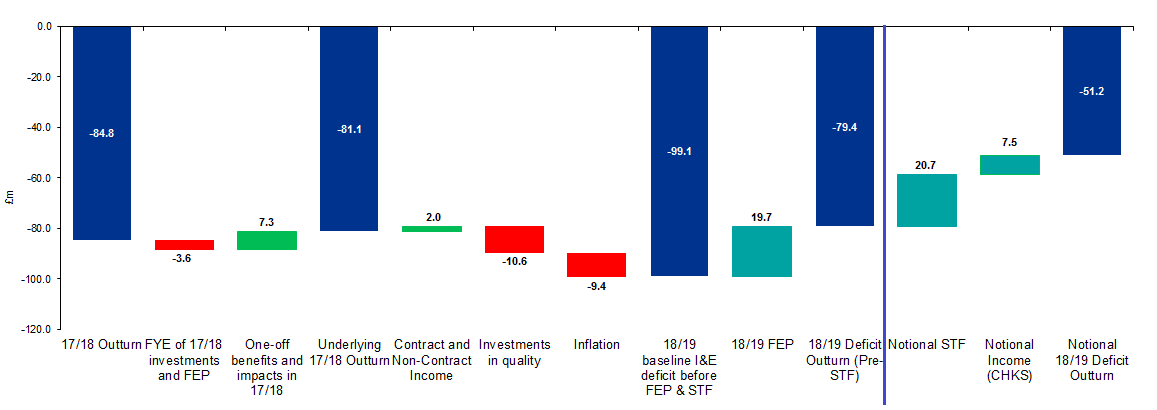 0.0
-20.0
-40.0
-60.0
-80.0
-100.0
-120.0
£m
-84.8
-3.6
7.3
-81.1
2.0
-10.6
-9.4
-99.1
19.7
-79.4
20.7
7.5
-51.2
17/18 Outturn
FYE of 17/18
investments
and FEP
One-off
benefits and
impacts in
17/18
Underlying
17/18 Outturn
Contract and
Non-Contract
Income
Investments
in quality
Inflation
18/19
baseline I&E
deficit before
FEP & STF
18/19 FEP
18/19 Deficit
Outturn (Pre-
STF)
Notional STF
Notional
Income
(CHKS)
Notional
18/19 Deficit
Outturn